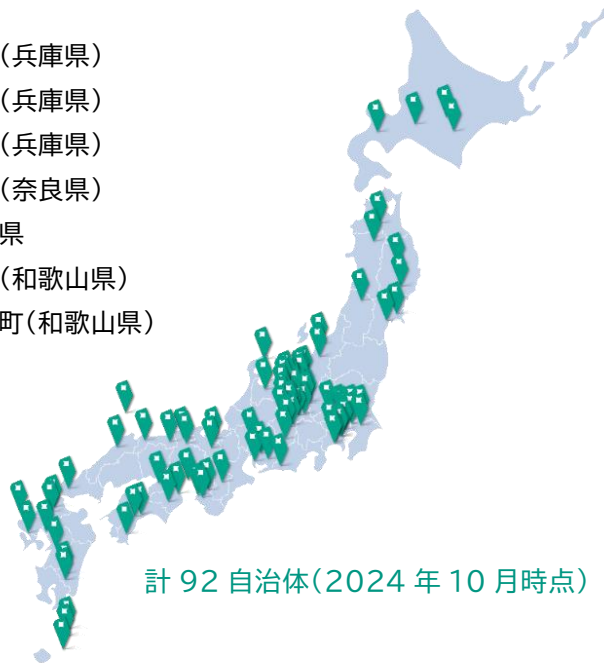 (兵庫県)
(兵庫県)
(兵庫県)
(奈良県)
県
(和歌山県)
町(和歌山県)
計 92 自治体(2024 年 10 月時点)